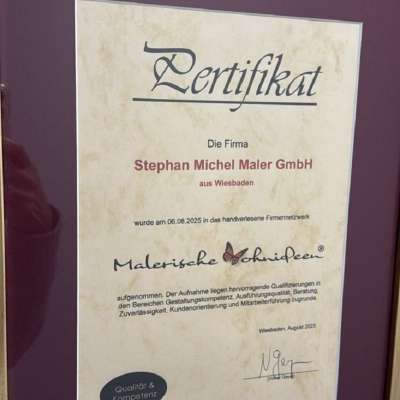 Zertifikat
Die Firma
Stephan Michel Maler GmbH
aus Wiesbaden
wurde am 06.08.2025 in das handverlesene Firmennetzwerk
Malerische Wohnideen®
aufgenommen. Der Aufnahme liegen hervorragende Qualifizierungen in
den Bereichen Gestaltungskompetenz, Ausführungsqualität, Beratung,
Zuverlässigkeit, Kundenorientierung und Mitarbeiterführung zugrunde.
Wiesbaden, August 2025
Qualität &
Kompetenz